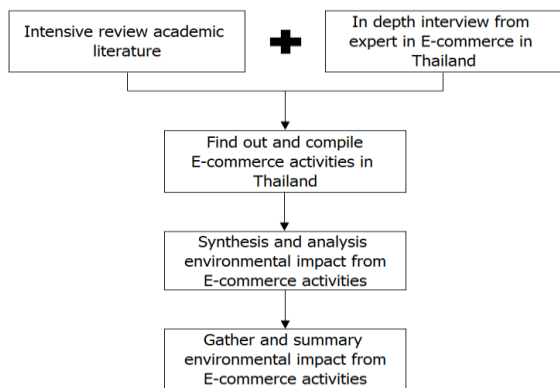 Intensive review academic
literature
In depth interview from
expert in E-commerce in
Thailand
Find out and compile
E-commerce activities in
Thailand
Synthesis and analysis
environmental impact from
E-commerce activities
Gather and summary
environmental impact from
E-commerce activities